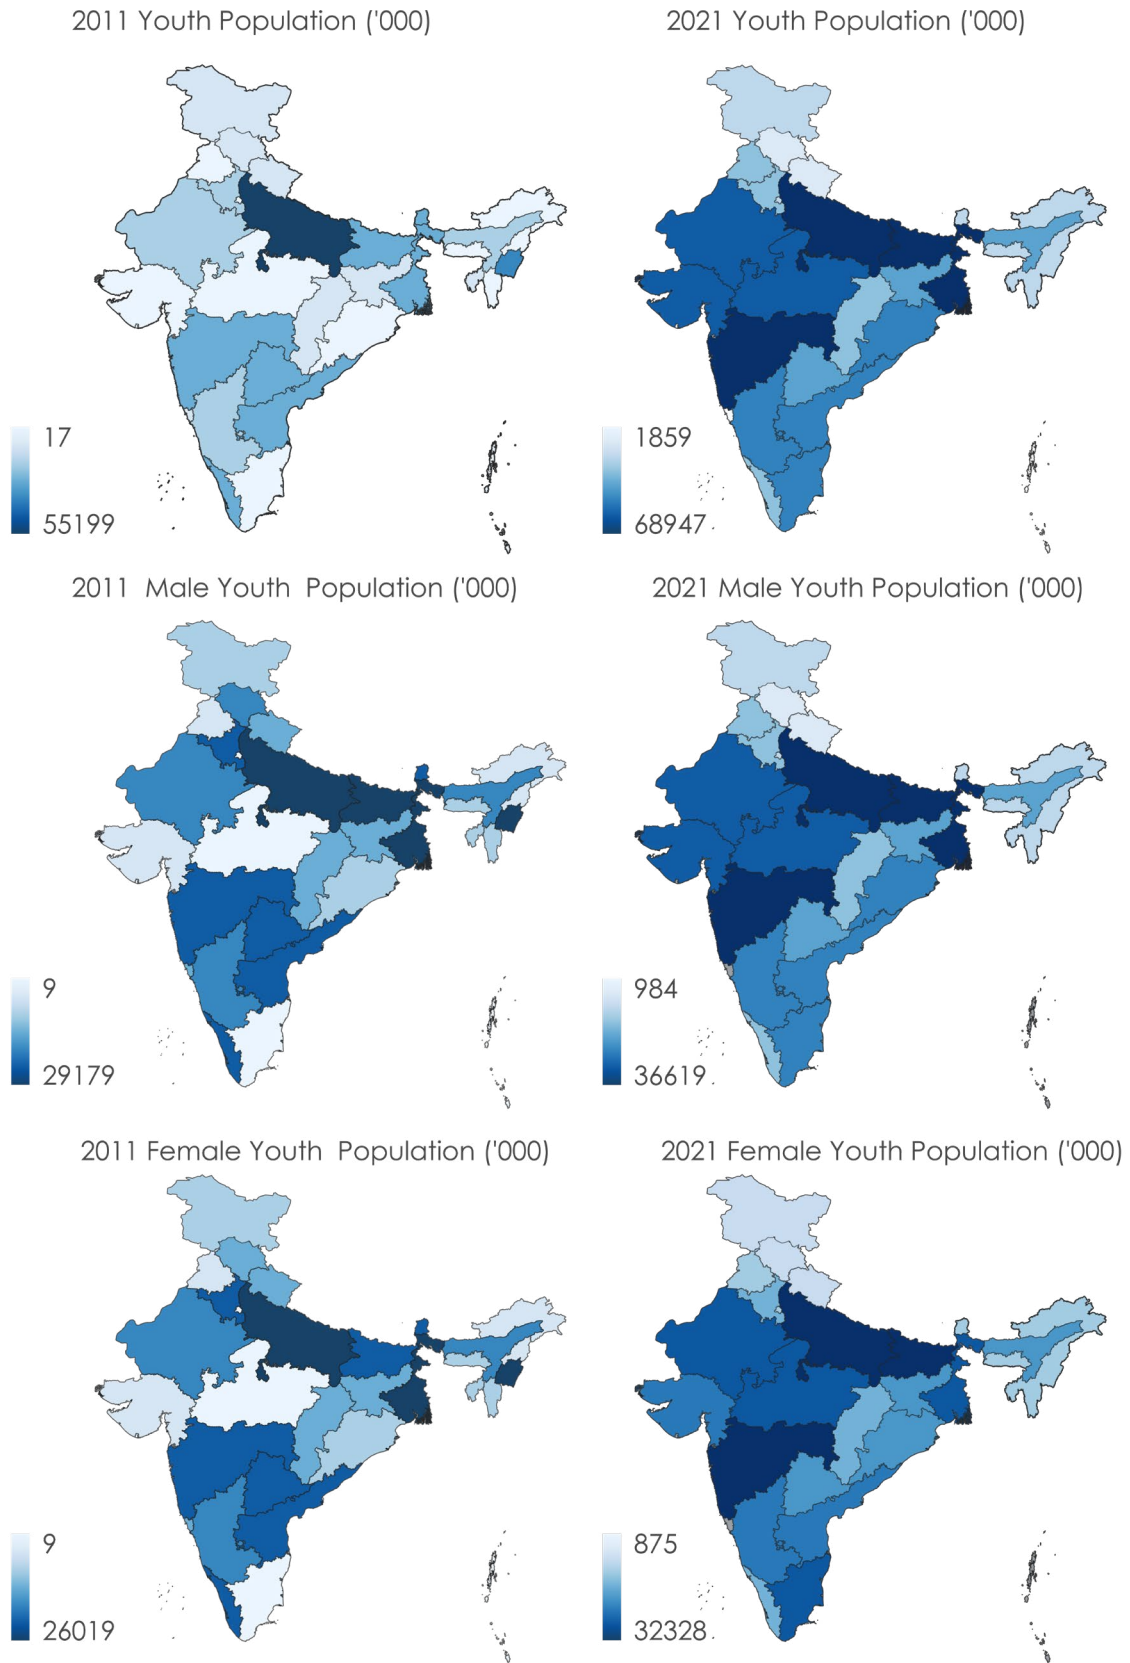 2011 Youth Population ('000)
2021 Youth Population ('000)
17
55199
1859
68947
2011  Male Youth  Population ('000)
2021 Male Youth Population ('000)
9
29179
984
36619
2011 Female Youth  Population ('000)
2021 Female Youth Population ('000)
9
26019
875
32328